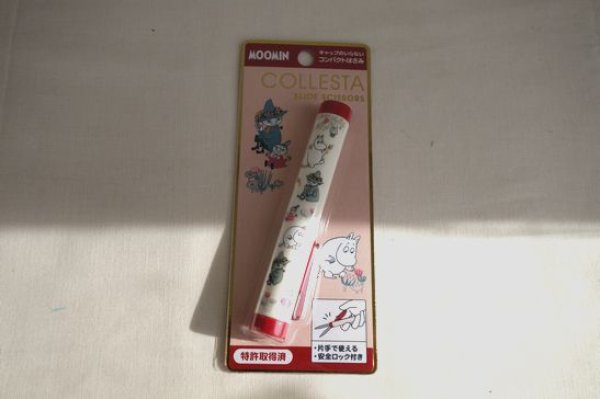 MOOMIN
キャップのいらない
コンパクトはさみ
COLLESTA
SLIDE SCISSORS
特許取得済
・片手で使える
・安全ロック付き